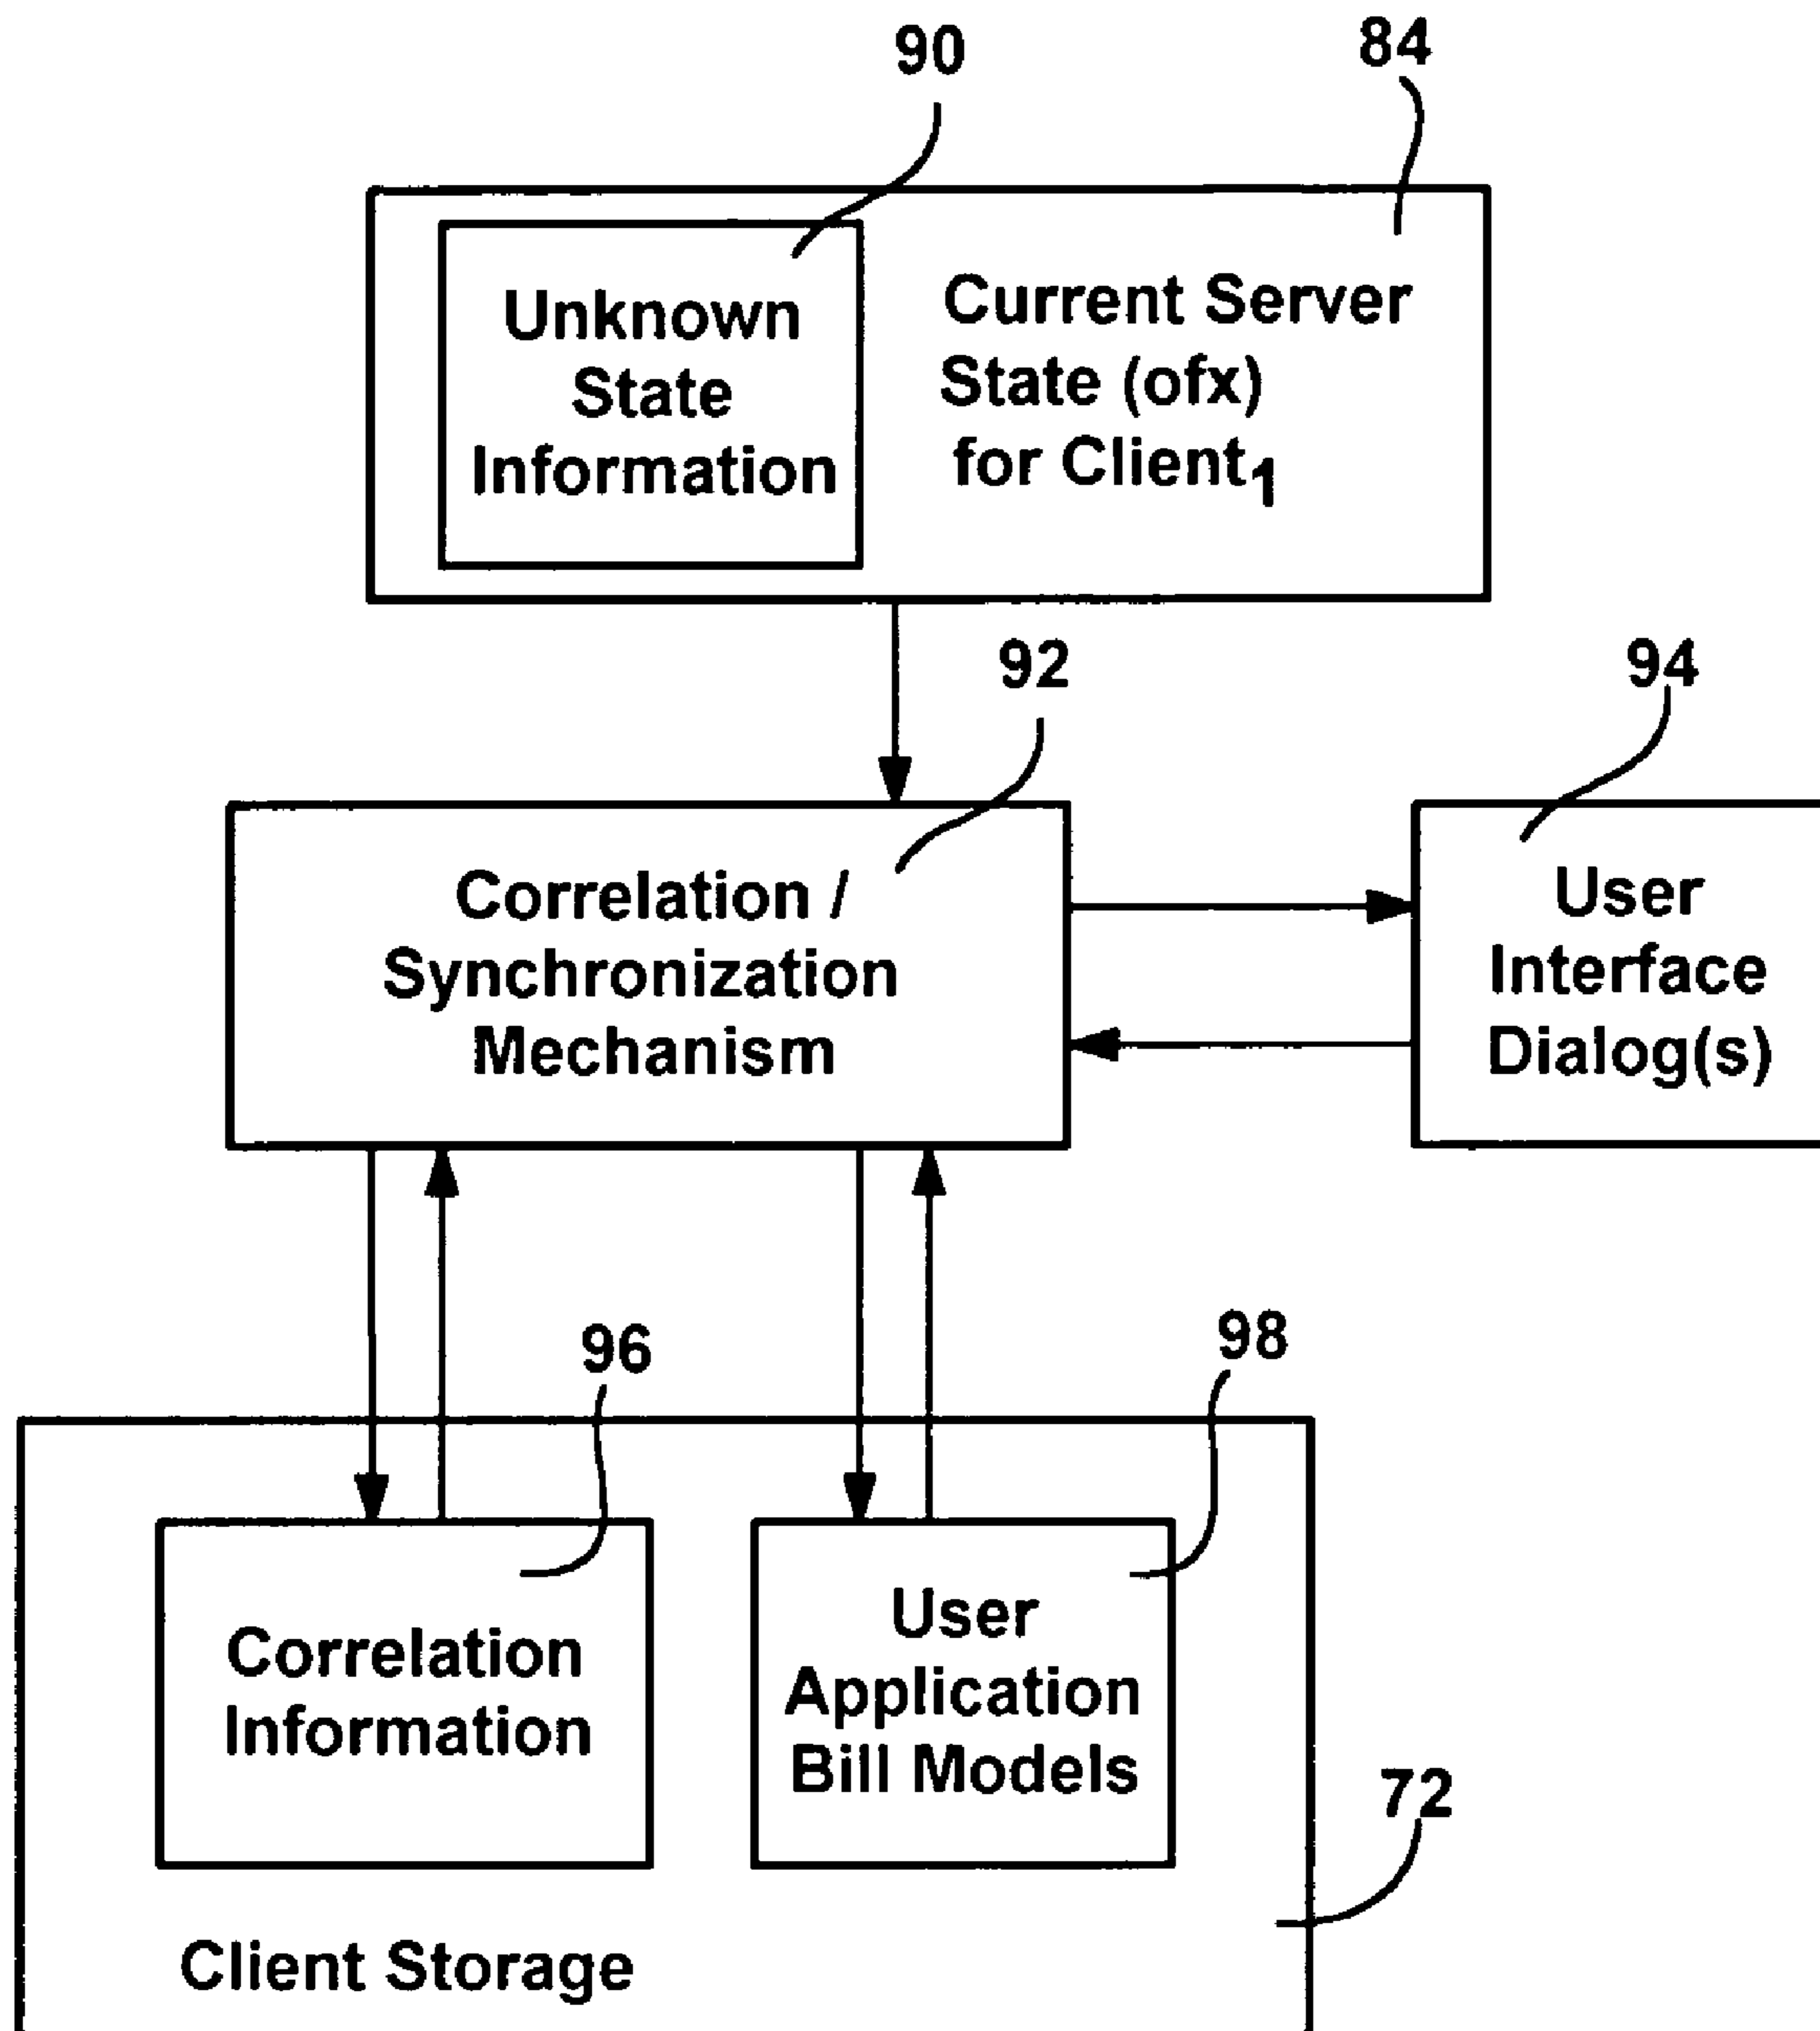 90
84
Unknown
State
Information
Current Server
State (ofx)
for Client1
92
94
Correlation /
Synchronization
Mechanism
User
Interface
Dialog(s)
96
98
Correlation
Information
User
Application
Bill Models
72
Client Storage